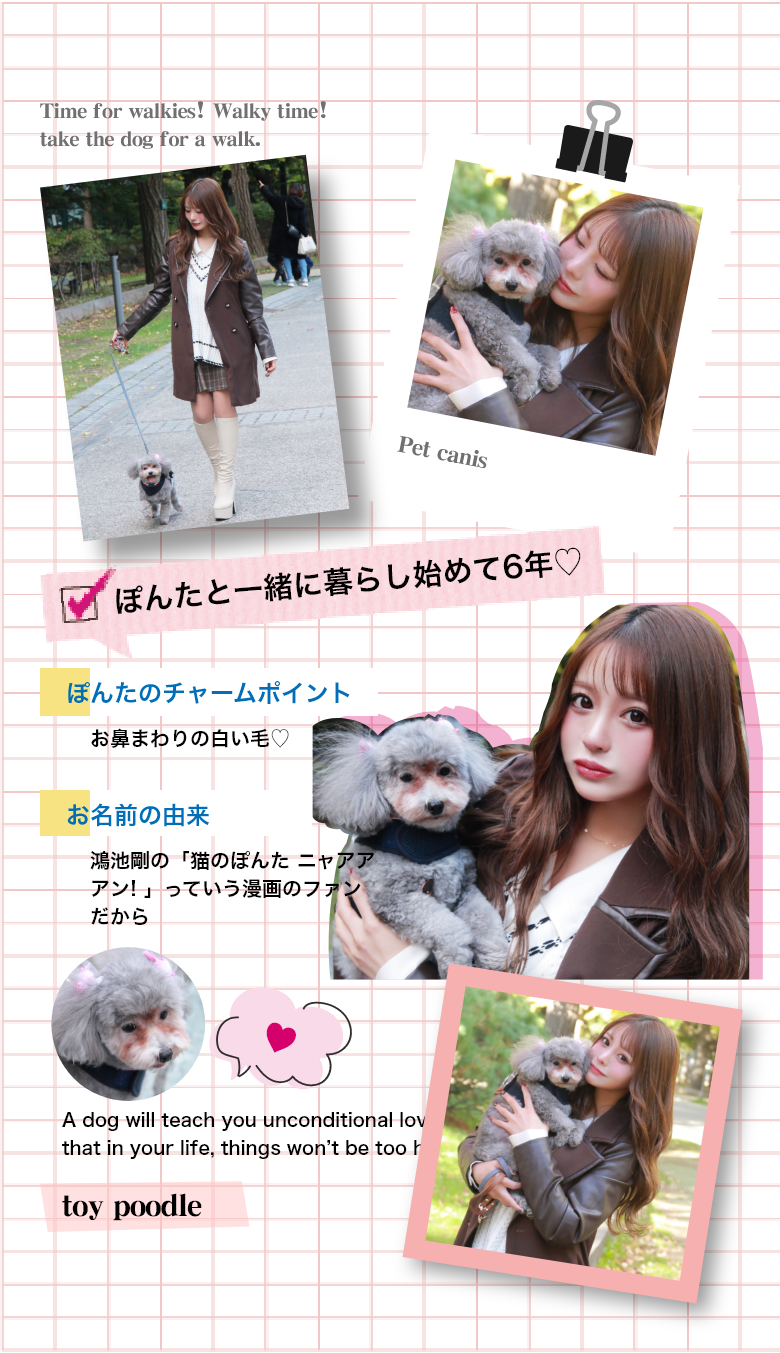 Time for walkies! Walky time!
take the dog for a walk.
Pet canis
ぽんたと一緒に暮らし始めて6年♡
ぽんたのチャームポイント
お鼻まわりの白い毛♡
お名前の由来
鴻池剛の「猫のぽんた ニャアア
アン!」っていう漫画のファン
だから
A dog will teach you unconditional
that in your life, things won't be too
toy poodle